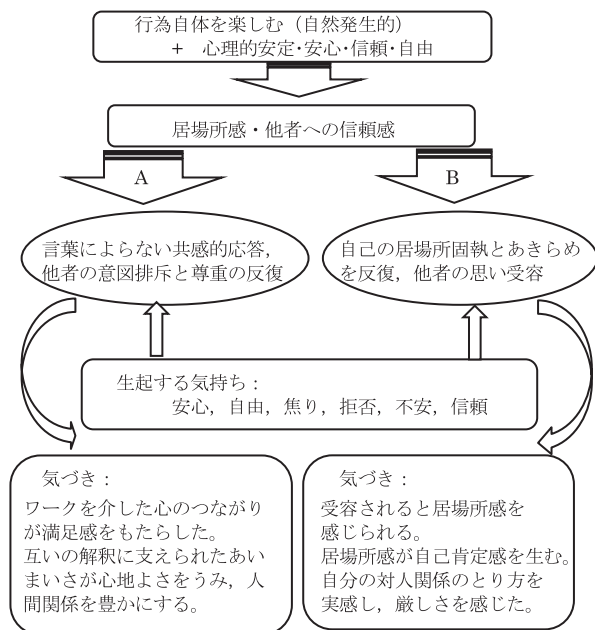 行為自体を楽しむ（自然発生的）
+ 心理的安定･安心･信頼･自由
居場所感・他者への信頼感
A
B
言葉によらない共感的応答，
他者の意図排斥と尊重の反復
自己の居場所固執とあきらめ
を反復，他者の思い受容
生起する気持ち：
安心，自由，焦り，拒否，不安，信頼
気づき：
ワークを介した心のつながり
が満足感をもたらした。
互いの解釈に支えられたあい
まいさが心地よさをうみ，人
間関係を豊かにする。
気づき：
受容されると居場所感を
感じられる。
居場所感が自己肯定感を生む。
自分の対人関係のとり方を
実感し，厳しさを感じた。